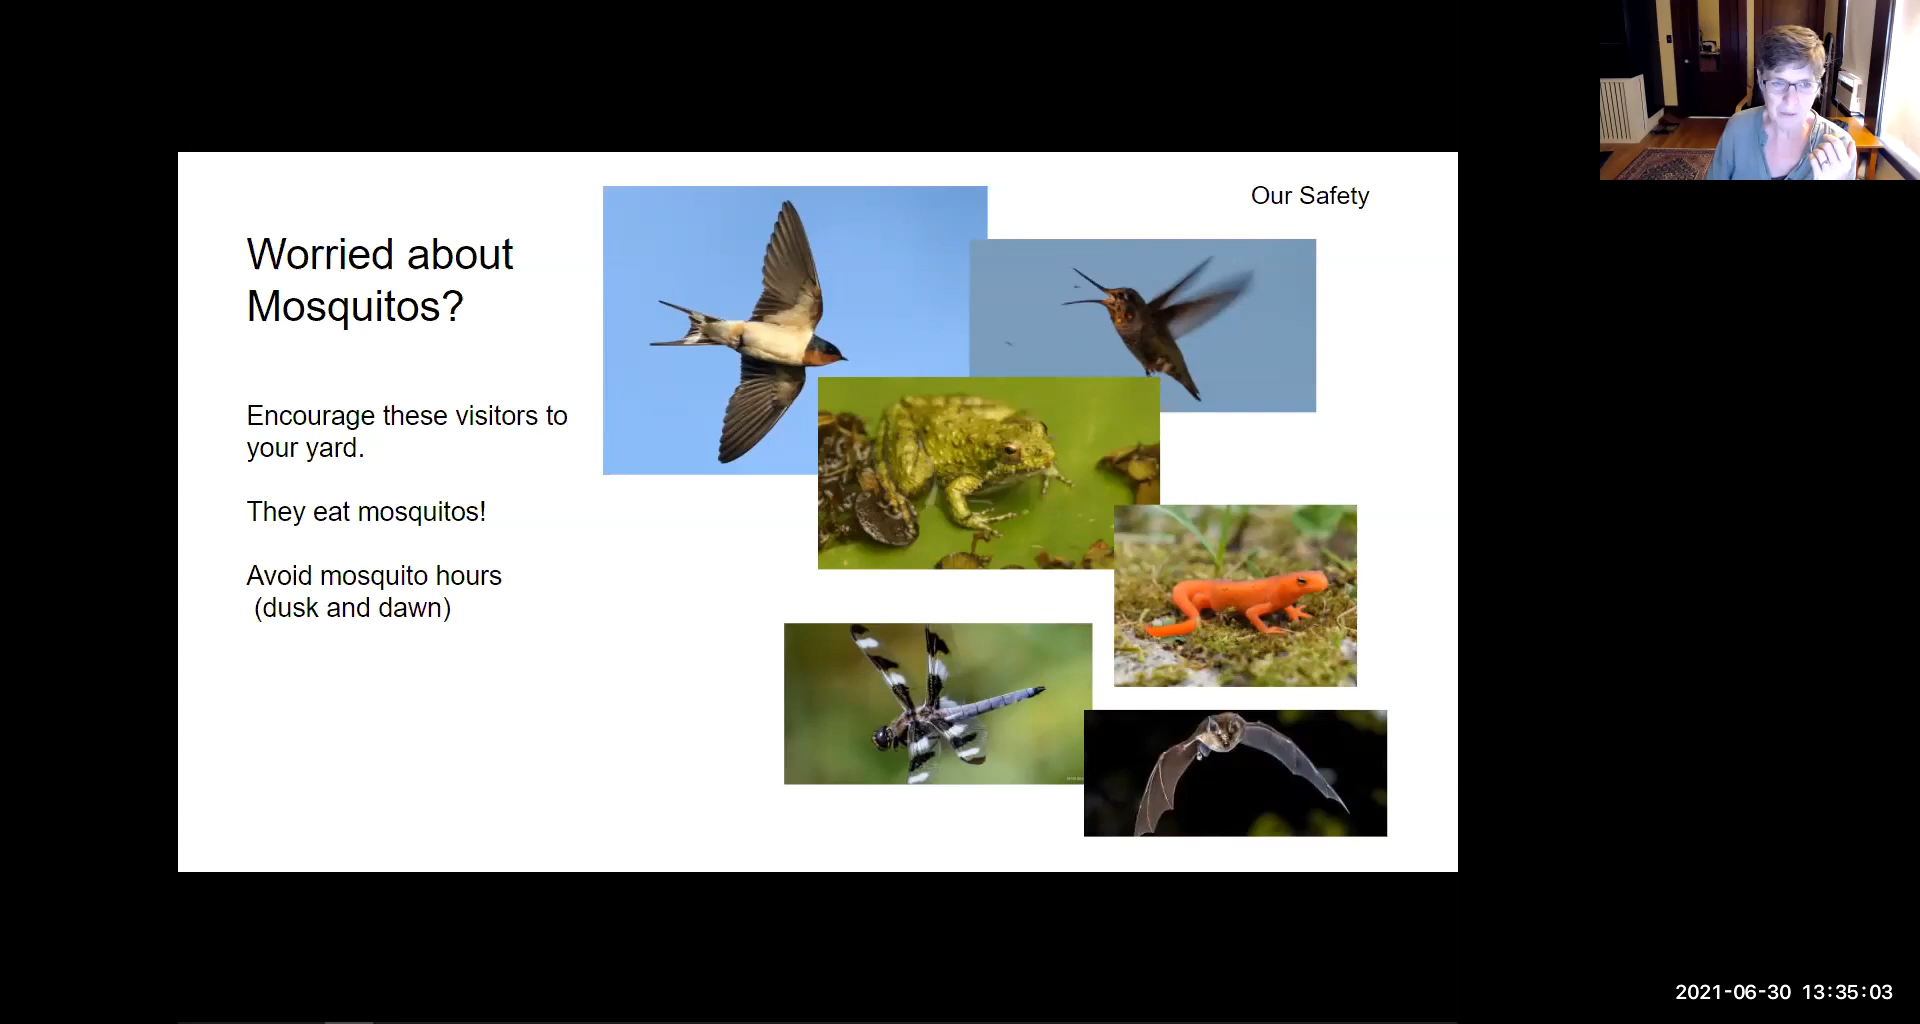 Our Safety
Worried about
Mosquitos?
Encourage these visitors to
your yard.
They eat mosquitos!
Avoid mosquito hours
(dusk and dawn)
2021-06-30 13:35:03